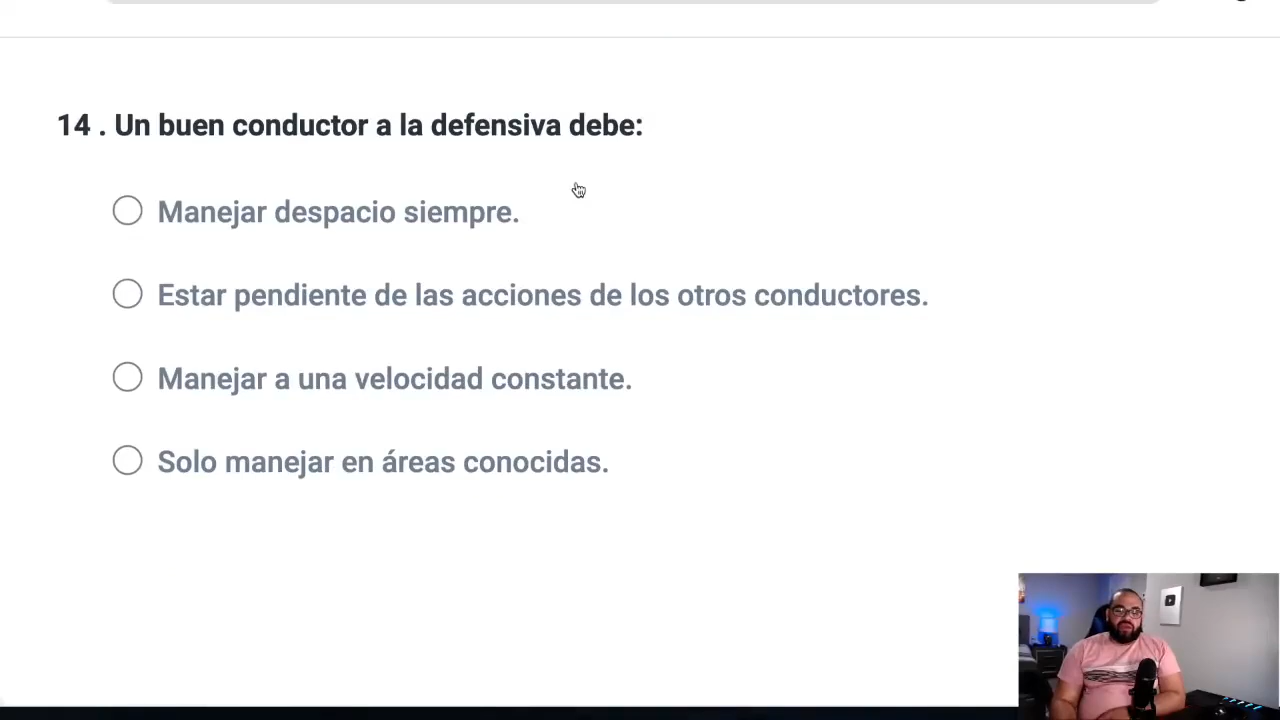 14 . Un buen conductor a la defensiva debe:
Manejar despacio siempre.
Estar pendiente de las acciones de los otros conductores.
Manejar a una velocidad constante.
Solo manejar en áreas conocidas.